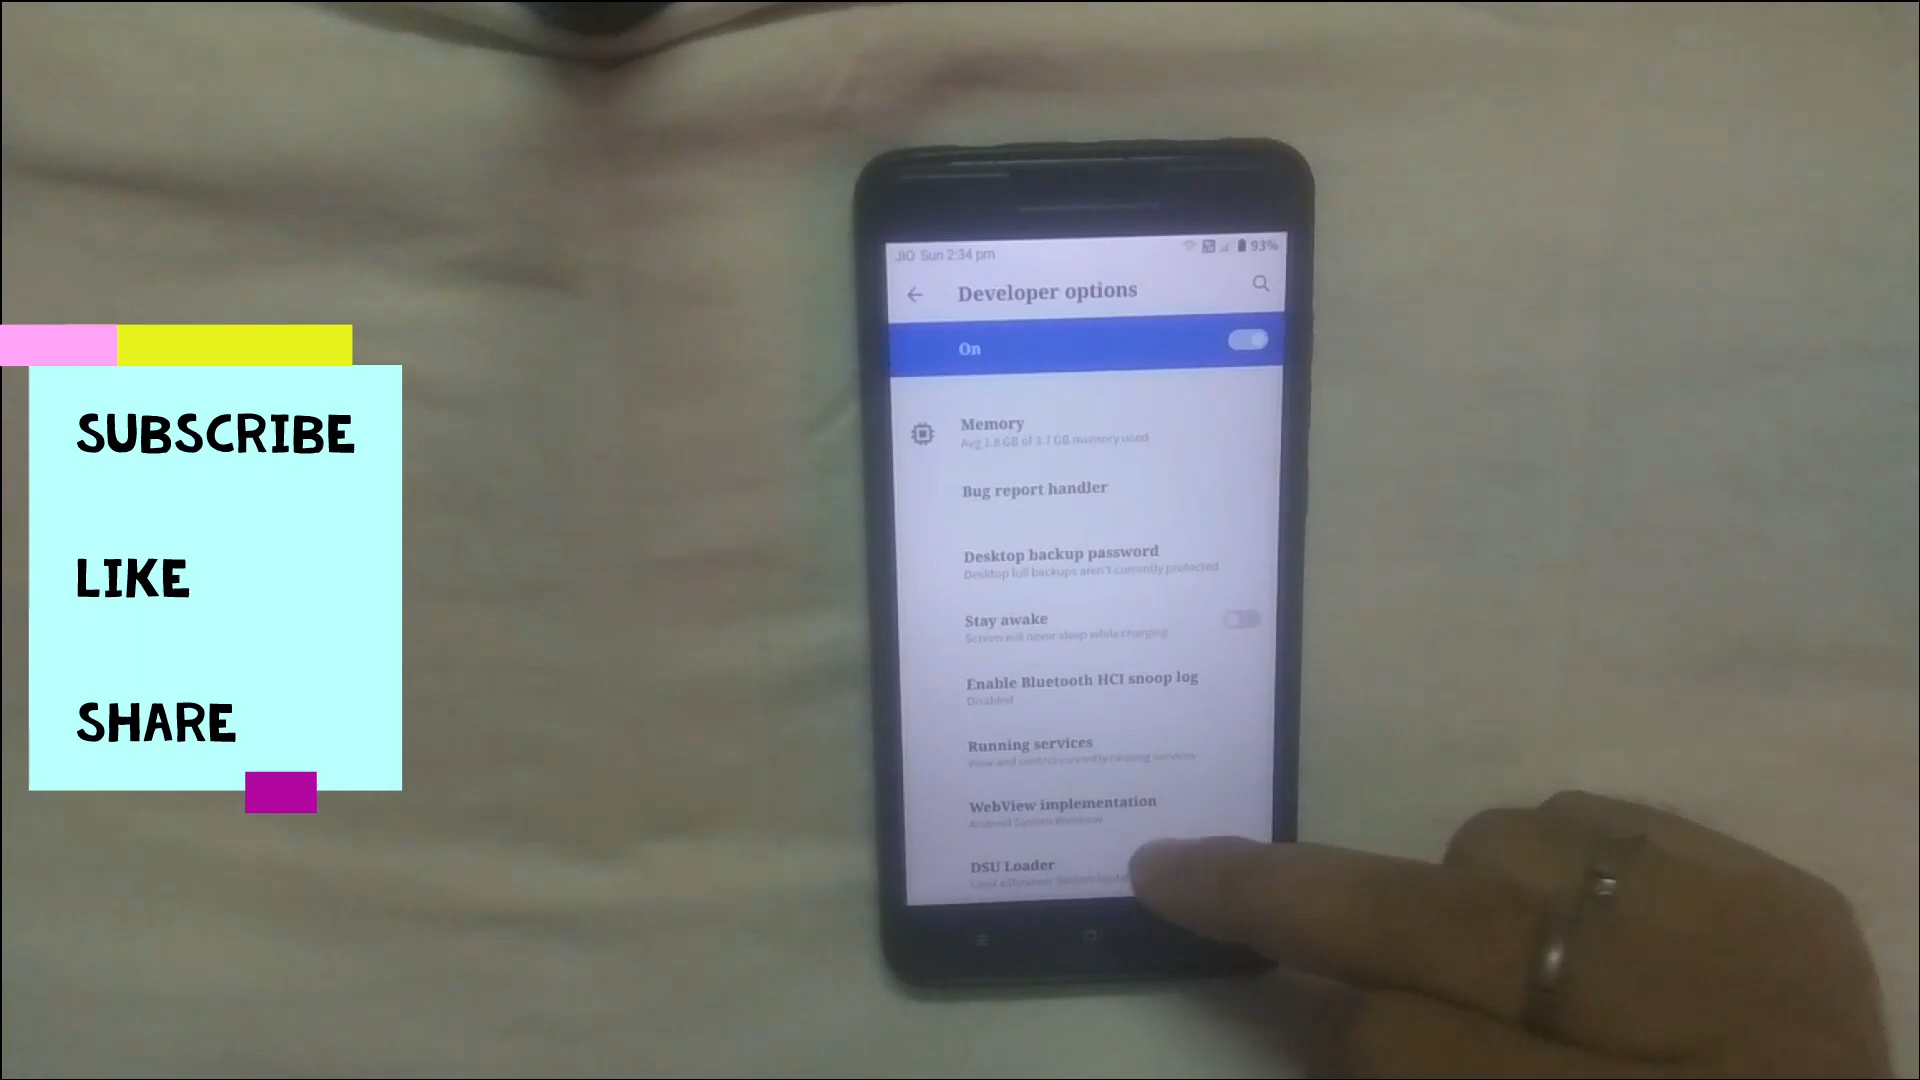 SUBSCRIBE
LIKE
SHARE
JIO Sun 2:34 pm
93%
Developer options
On
Memory
Avg 1.8 GB of 3.7 GB memory used
Bug report handler
Desktop backup password
Desktop full backups aren't currently protected
Stay awake
Screen will never sleep while charging
Enable Bluetooth HCI snoop log
Disabled
Running services
View and control currently running services
WebView implementation
Android System WebView
DSU Loader